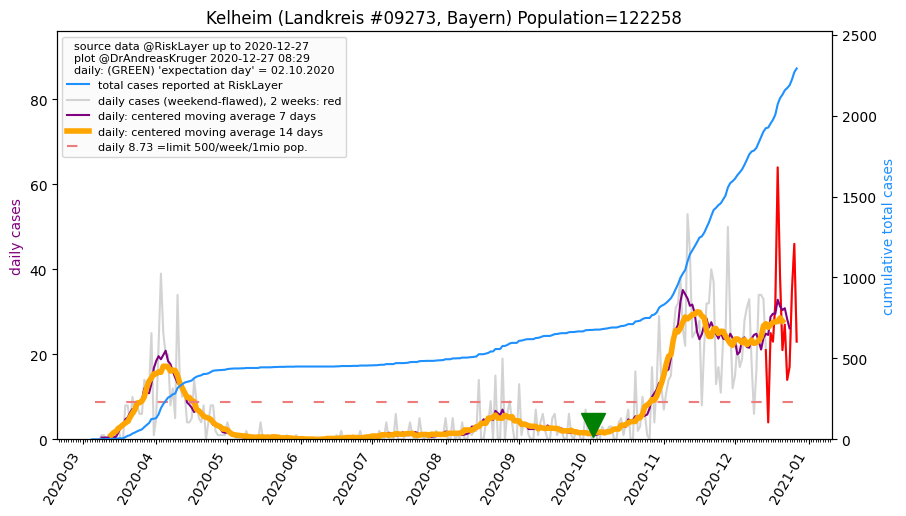 Kelheim (Landkreis #09273, Bayern) Population=122258
source data @RiskLayer up to 2020-12-27
plot @DrAndreasKruger 2020-12-27 08:29
daily: (GREEN) 'expectation day' = 02.10.2020
total cases reported at RiskLayer
daily cases (weekend-flawed), 2 weeks: red
daily: centered moving average 7 days
daily: centered moving average 14 days
daily 8.73 =limit 500/week/1mio pop.
daily cases
80
60
40
20
0
cumulative total cases
2500
2000
1500
1000
500
0
2020-03
2020-04
2020-05
2020-06
2020-07
2020-08
2020-09
2020-10
2020-11
2020-12
2021-01